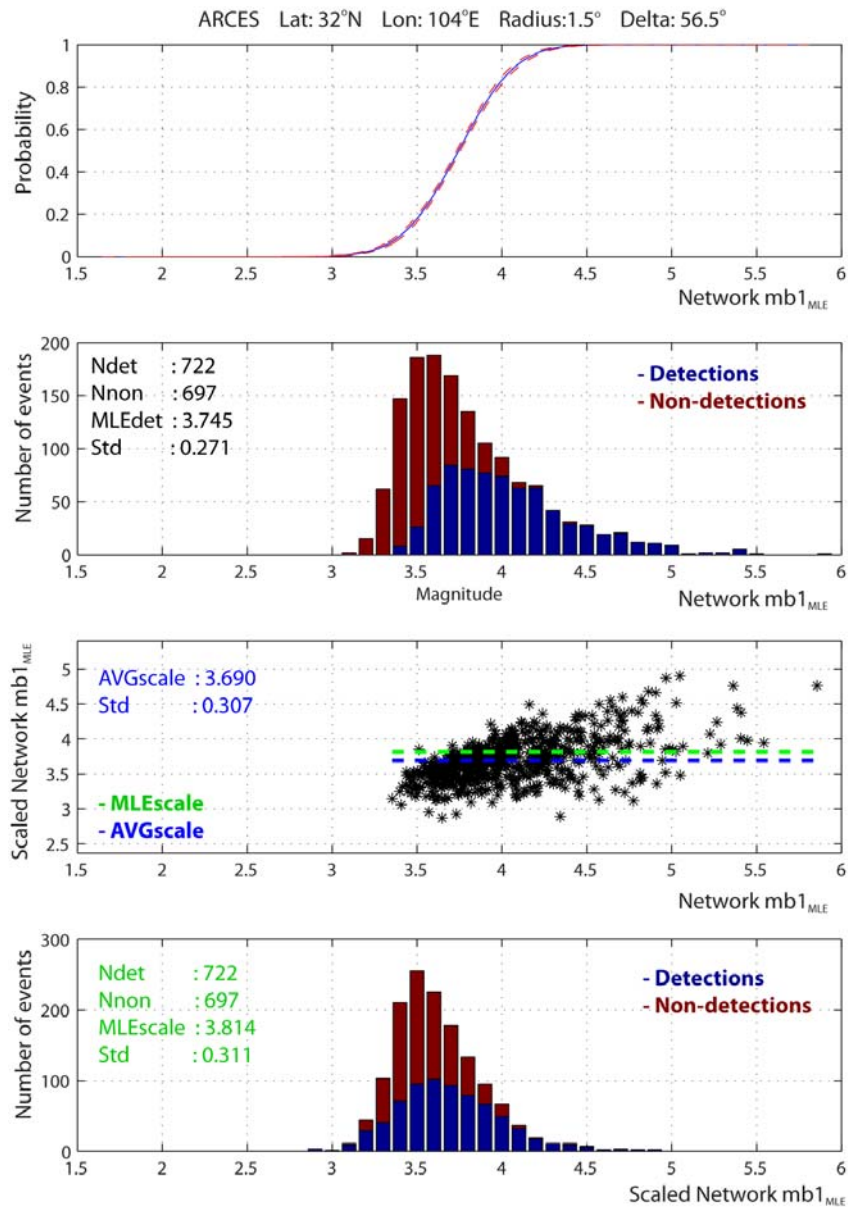 ARCES Lat: 32°N Lon: 104°E Radius:1.5° Delta: 56.5°
Probability
1
0.8
0.6
0.4
0.2
0
1.5 2 2.5 3 3.5 4 4.5 5 5.5 6
Network mb1MLE
Number of events
200
150
100
50
0
Ndet : 722
Nnon : 697
MLEdet : 3.745
Std : 0.271
- Detections
- Non-detections
1.5 2 2.5 3 3.5 4 4.5 5 5.5 6
Magnitude
Network mb1MLE
Scaled Network mb1MLE
5
4.5
4
3.5
3
2.5
AVGscale : 3.690
Std : 0.307
- MLEscale
- AVGscale
1.5 2 2.5 3 3.5 4 4.5 5 5.5 6
Network mb1MLE
Number of events
300
200
100
0
Ndet : 722
Nnon : 697
MLEscale : 3.814
Std : 0.311
- Detections
- Non-detections
1.5 2 2.5 3 3.5 4 4.5 5 5.5 6
Scaled Network mb1MLE